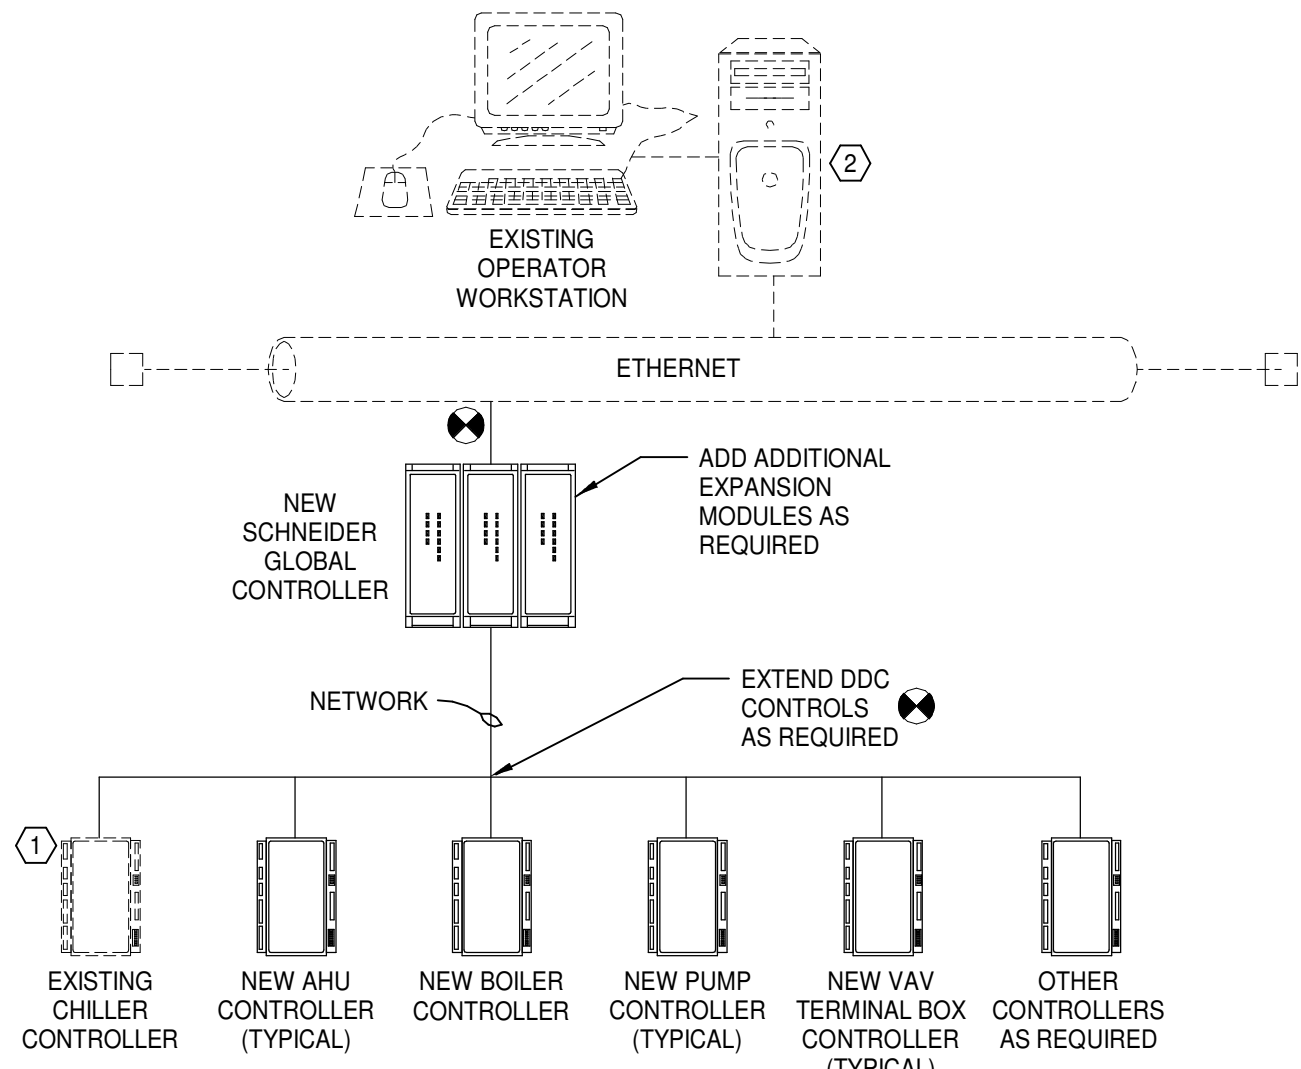 2
EXISTING
OPERATOR
WORKSTATION
ETHERNET
NEW
SCHNEIDER
GLOBAL
CONTROLLER
ADD ADDITIONAL
EXPANSION
MODULES AS
REQUIRED
NETWORK
EXTEND DDC
CONTROLS
AS REQUIRED
1
EXISTING
CHILLER
CONTROLLER
NEW AHU
CONTROLLER
(TYPICAL)
NEW BOILER
CONTROLLER
NEW PUMP
CONTROLLER
(TYPICAL)
NEW VAV
TERMINAL BOX
CONTROLLER
(TYPICAL)
OTHER
CONTROLLERS
AS REQUIRED